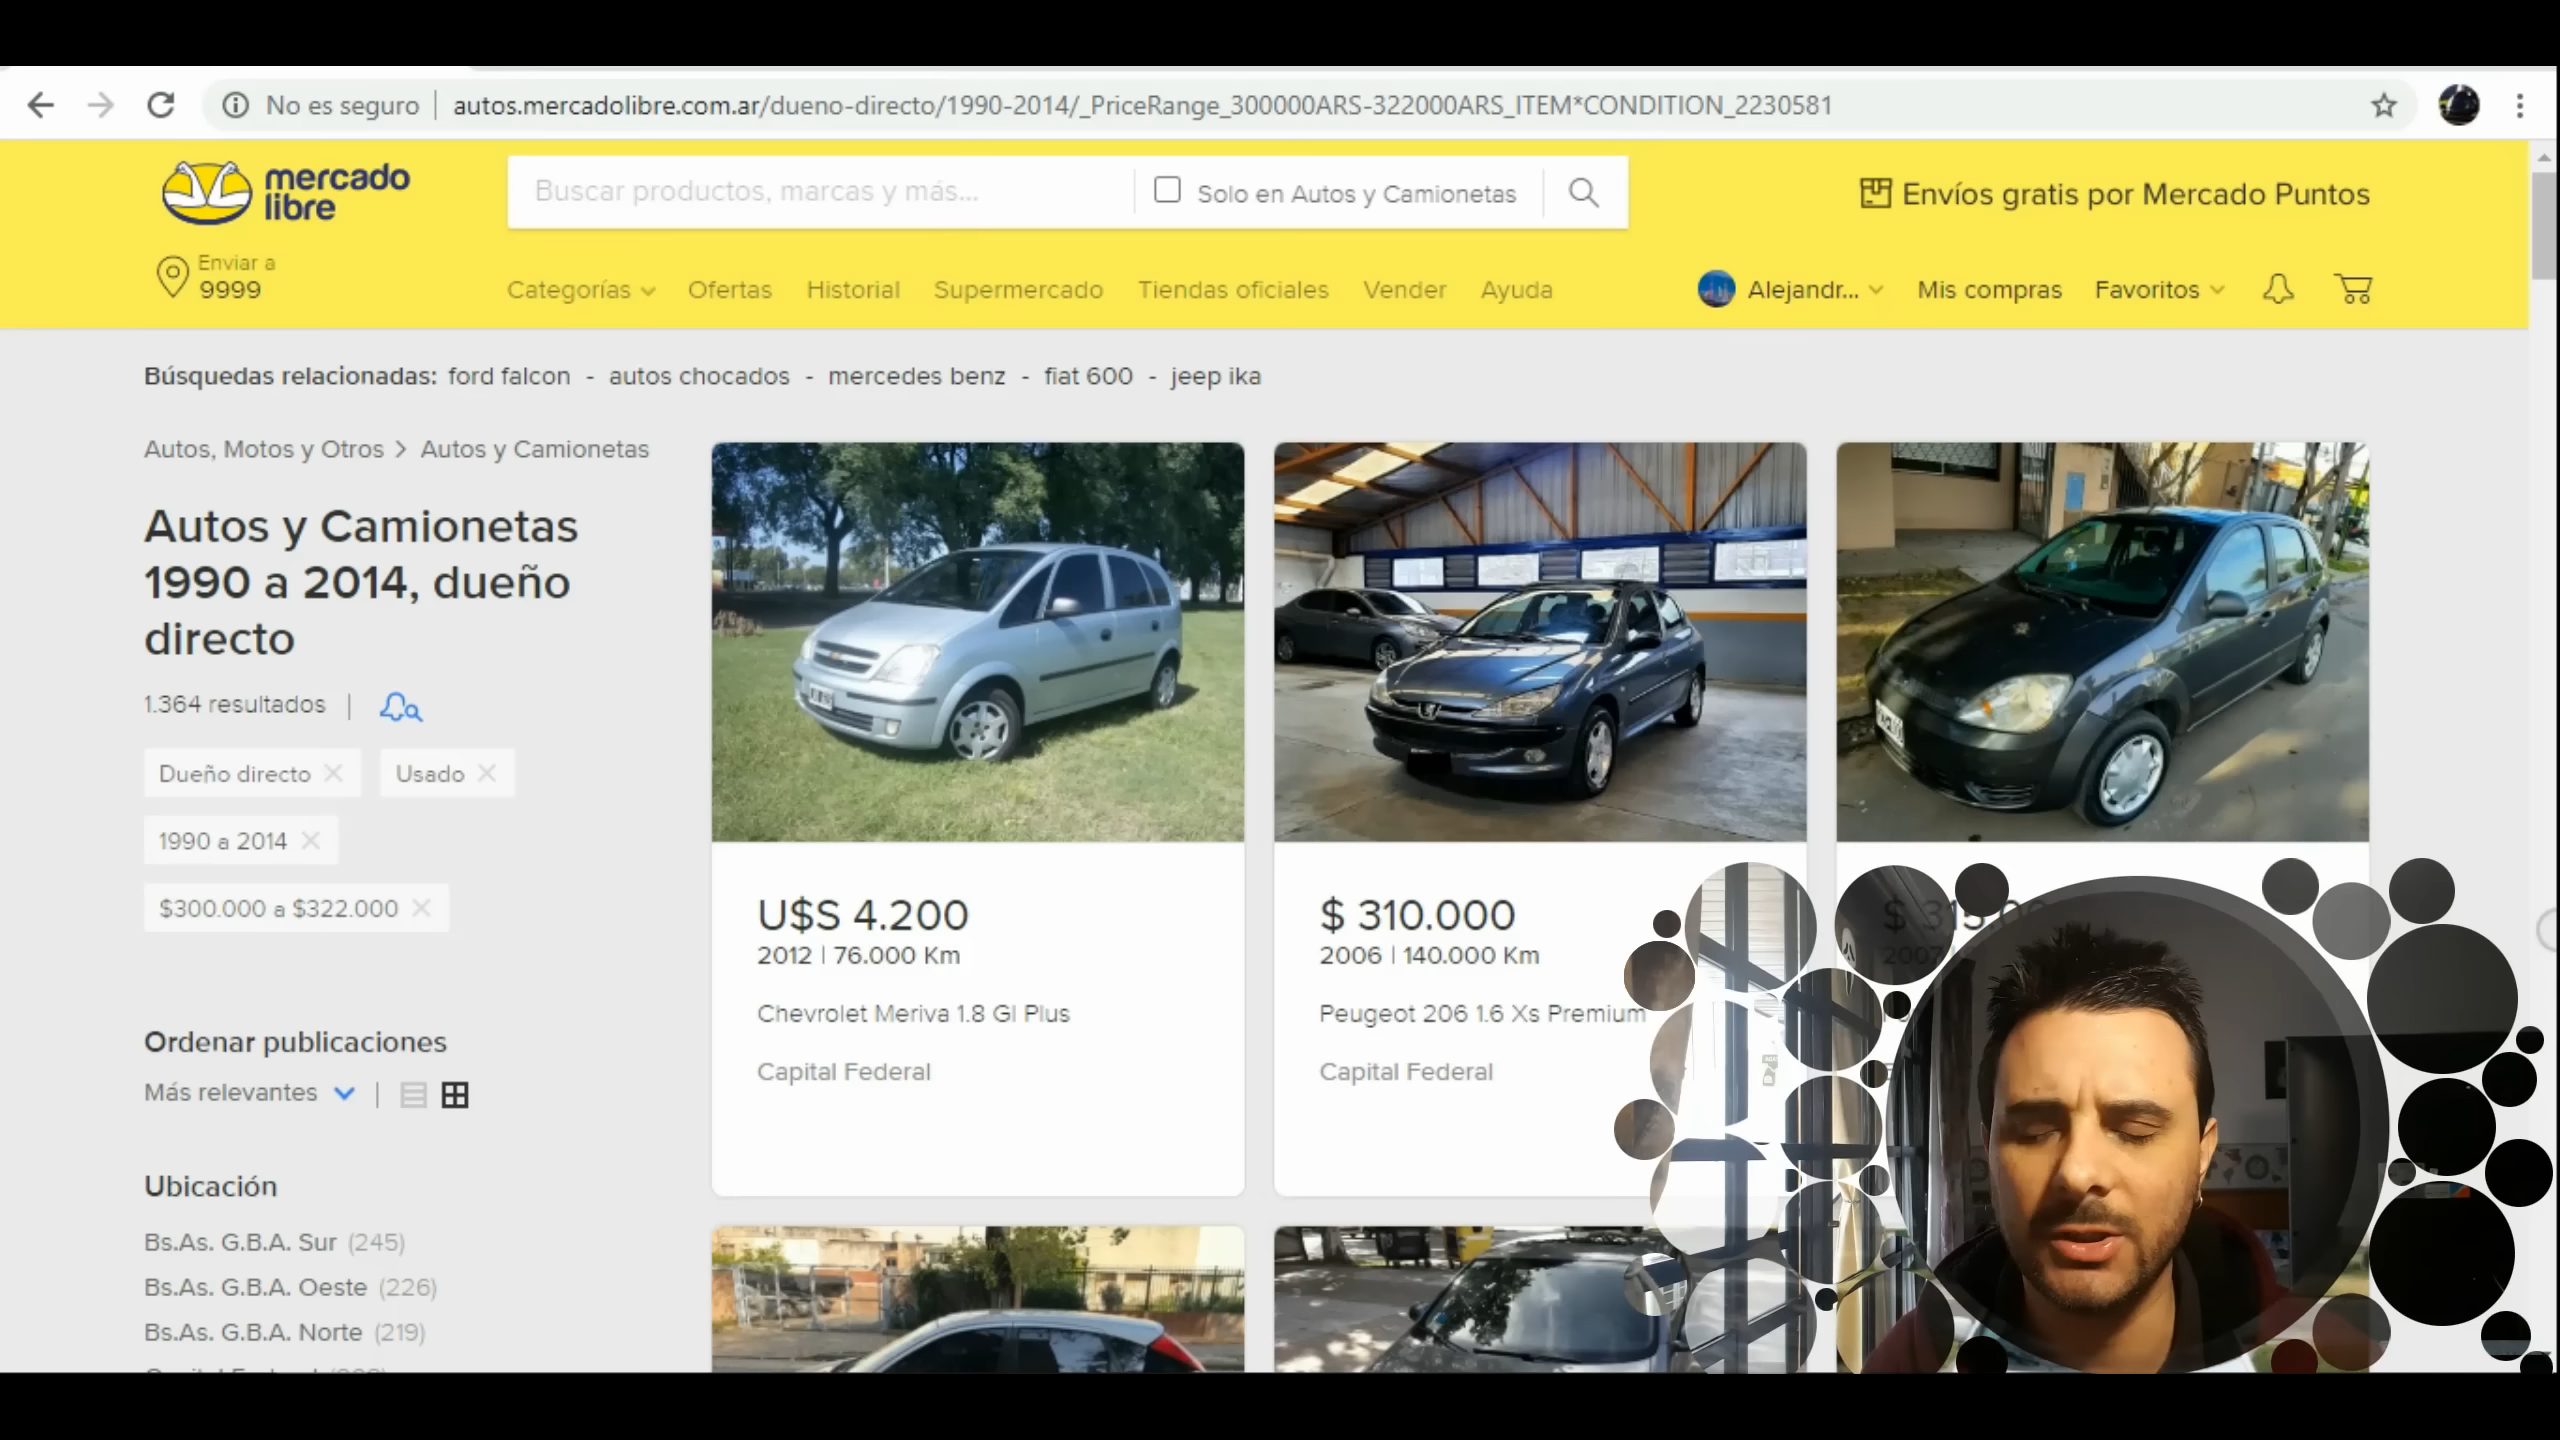 No es seguro | autos.mercadolibre.com.ar/dueno-directo/1990-2014/_PriceRange_300000ARS-322000ARS_ITEM*CONDITION_2230581
mercado
libre
Buscar productos, marcas y más...
Solo en Autos y Camionetas
Envíos gratis por Mercado Puntos
Enviar a
9999
Categorías Ofertas Historial Supermercado Tiendas oficiales Vender Ayuda
Alejandr... Mis compras Favoritos
Búsquedas relacionadas: ford falcon - autos chocados - mercedes benz - fiat 600 - jeep ika
Autos, Motos y Otros > Autos y Camionetas
Autos y Camionetas
1990 a 2014, dueño
directo
1.364 resultados |
Dueño directo × Usado ×
1990 a 2014 ×
$300.000 a $322.000 ×
Ordenar publicaciones
Más relevantes |
Ubicación
Bs.As. G.B.A. Sur (245)
Bs.As. G.B.A. Oeste (226)
Bs.As. G.B.A. Norte (219)
U$S 4.200
2012 | 76.000 Km
Chevrolet Meriva 1.8 Gl Plus
Capital Federal
$ 310.000
2006 | 140.000 Km
Peugeot 206 1.6 Xs Premium
Capital Federal
2007